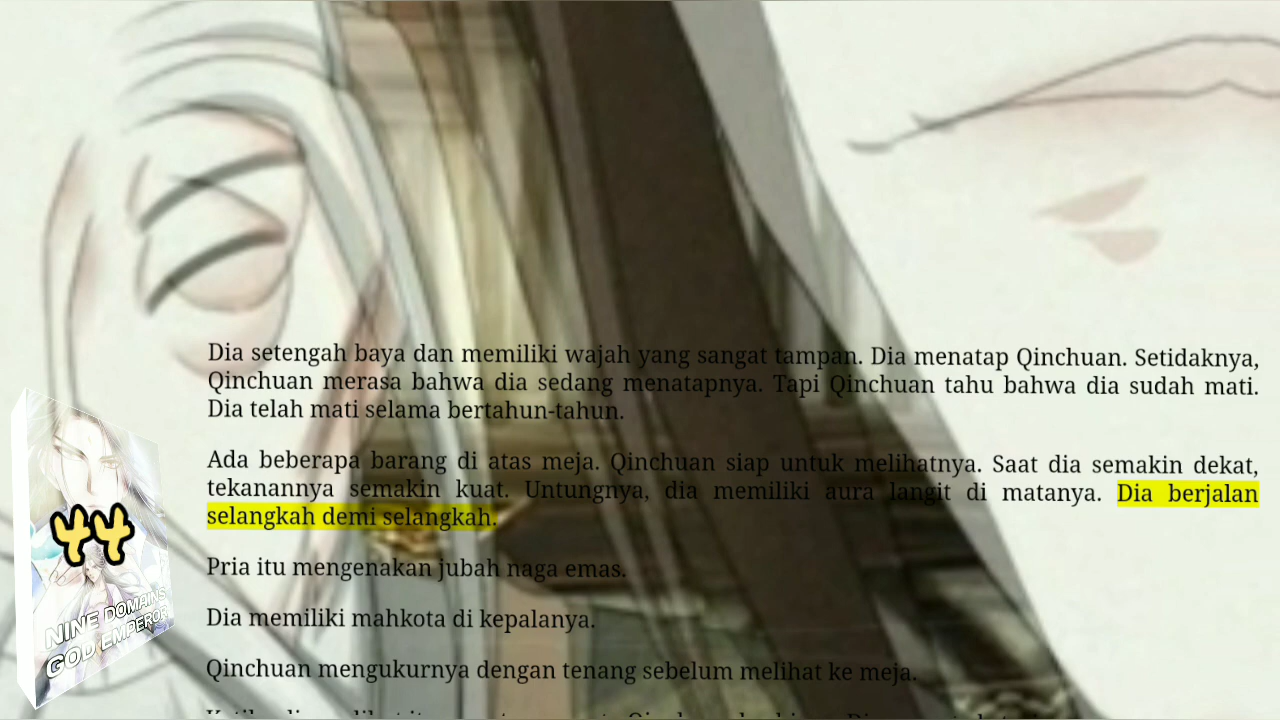 Dia setengah baya dan memiliki wajah yang sangat tampan. Dia menatap Qinchuan. Setidaknya,
Qinchuan merasa bahwa dia sedang menatapnya. Tapi Qinchuan tahu bahwa dia sudah mati.
Dia telah mati selama bertahun-tahun.
Ada beberapa barang di atas meja. Qinchuan siap untuk melihatnya. Saat dia semakin dekat,
tekanannya semakin kuat. Untungnya, dia memiliki aura langit di matanya. Dia berjalan
selangkah demi selangkah.
Pria itu mengenakan jubah naga emas.
Dia memiliki mahkota di kepalanya.
Qinchuan mengukurnya dengan tenang sebelum melihat ke meja.
44
NINE DOMAINS
GOD EMPEROR